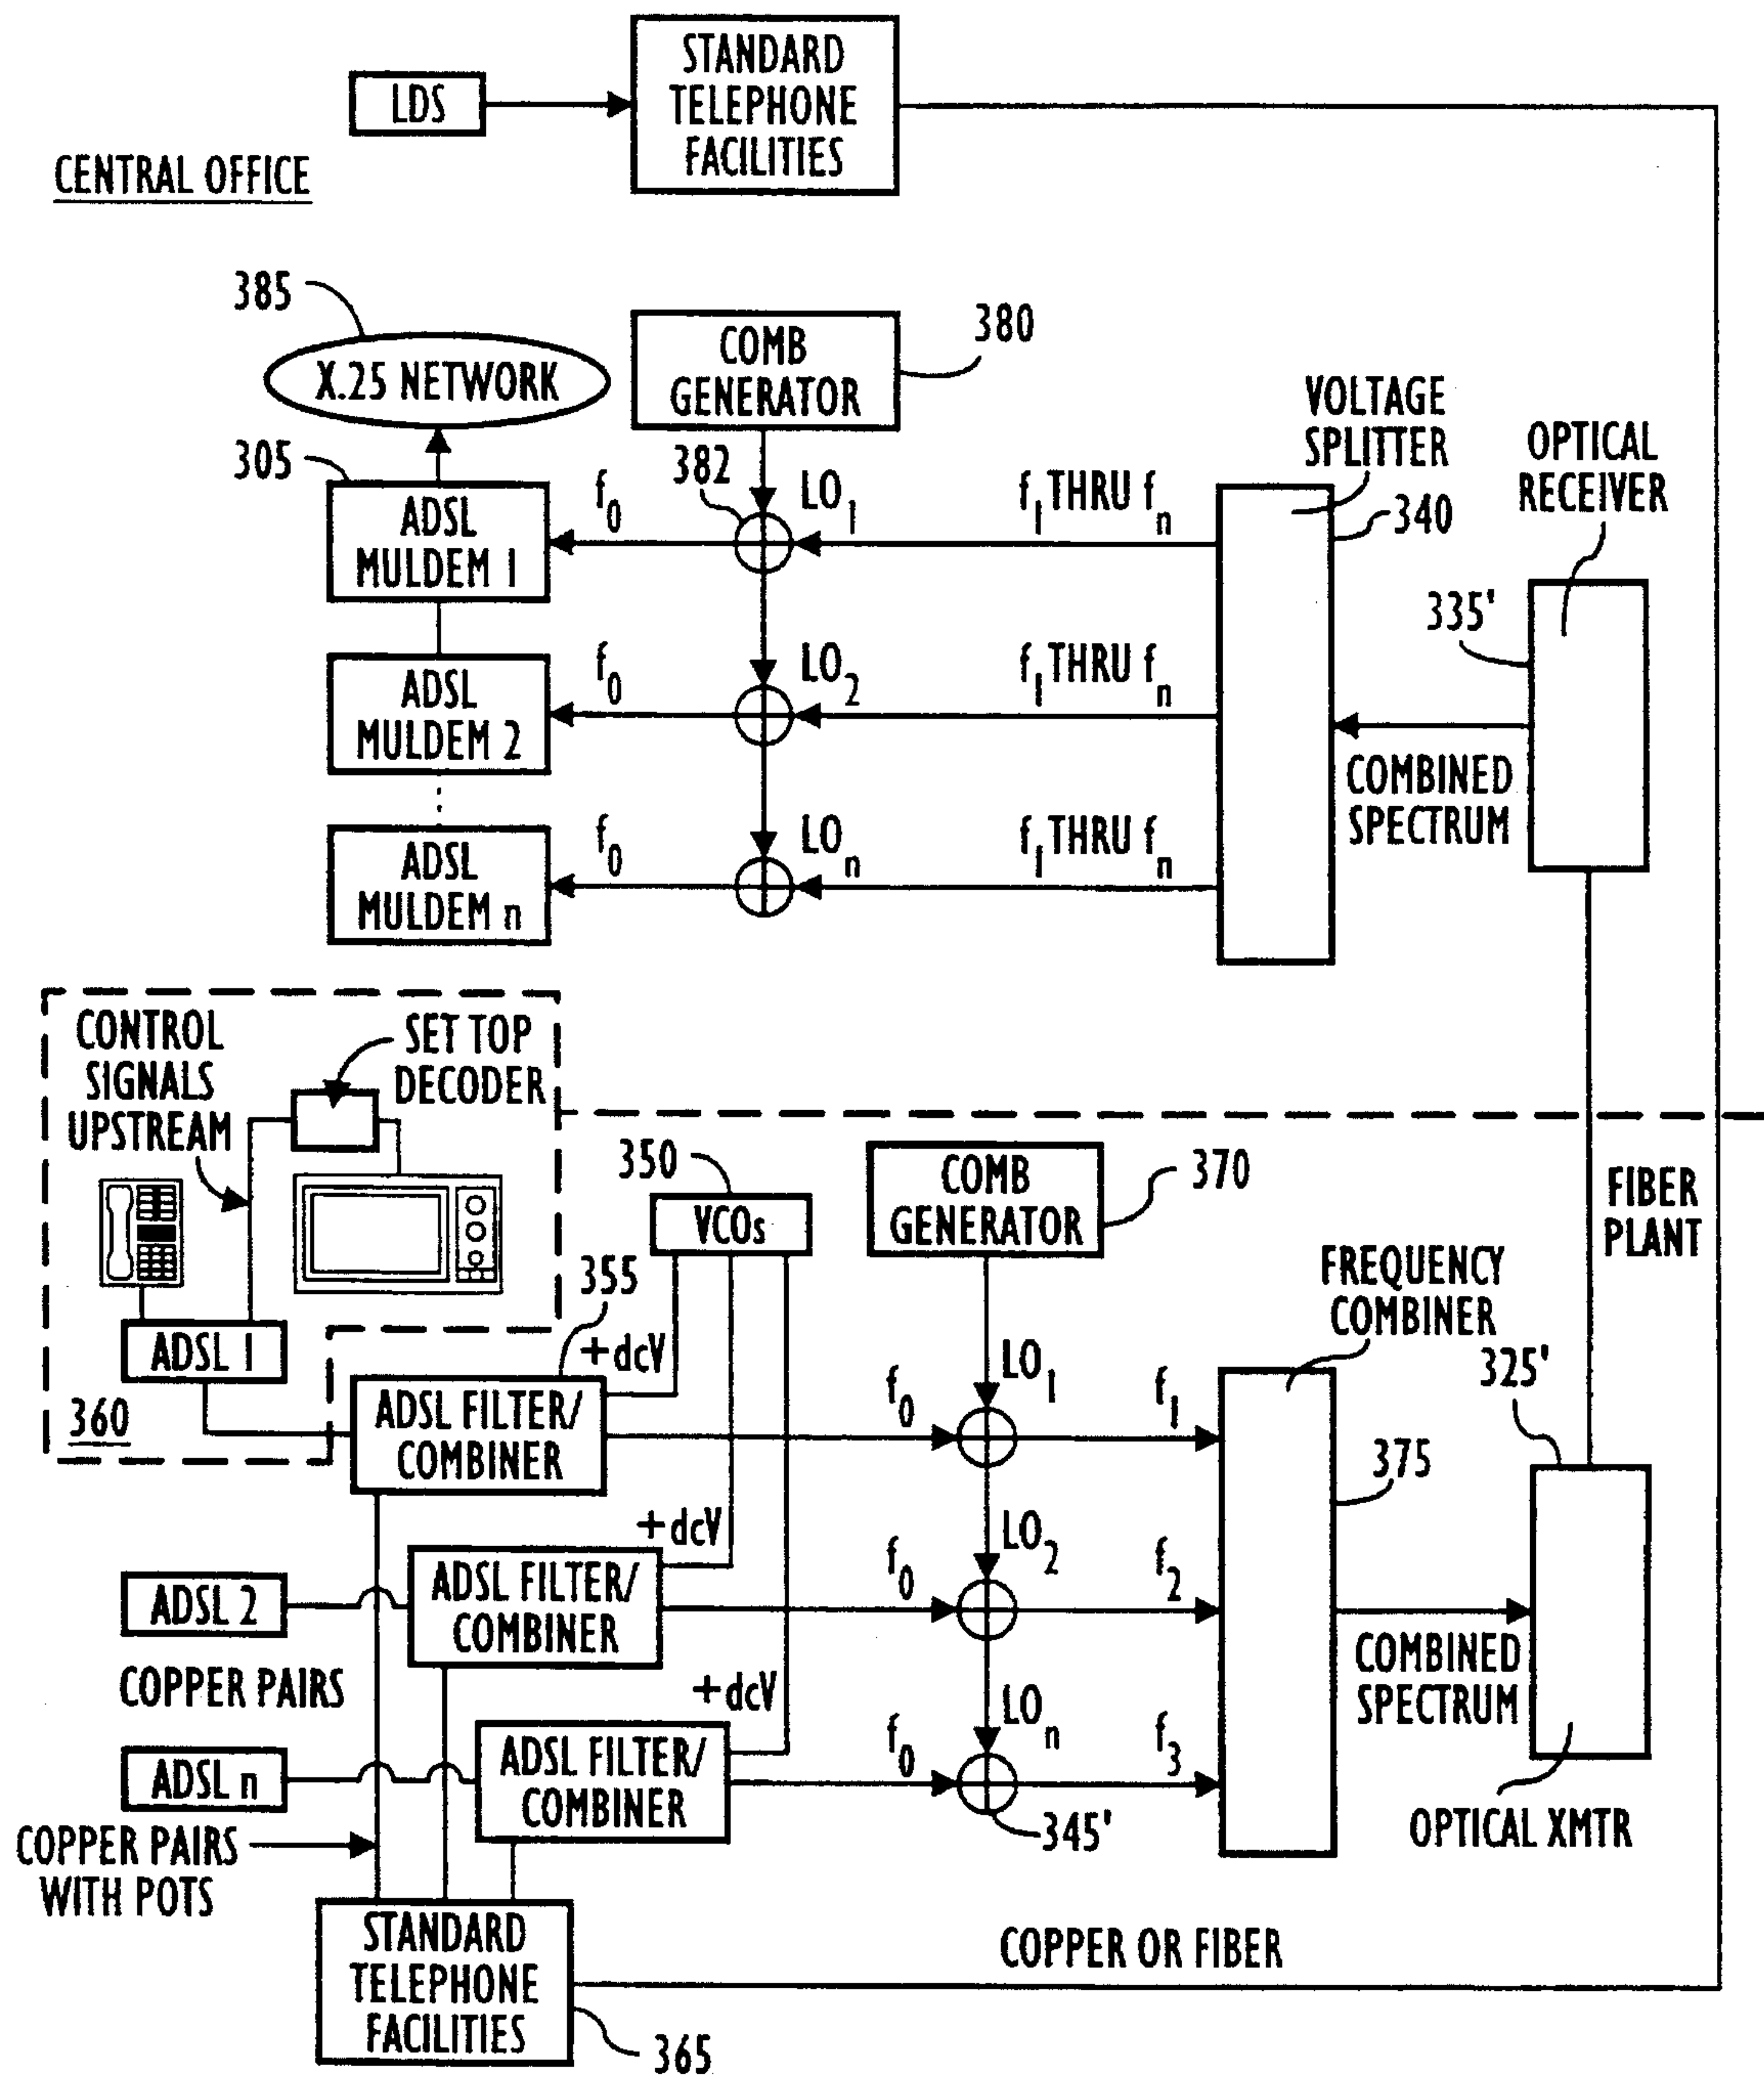 LDS
STANDARD
TELEPHONE
FACILITIES
CENTRAL OFFICE
385
X.25 NETWORK
COMB
GENERATOR
380
VOLTAGE
SPLITTER
340
OPTICAL
RECEIVER
335'
305
ADSL
MULDEM 1
f0
382
LO1
f1 THRU fn
ADSL
MULDEM 2
f0
LO2
f1 THRU fn
COMBINED
SPECTRUM
ADSL
MULDEM n
f0
LOn
f1 THRU fn
CONTROL
SIGNALS
UPSTREAM
SET TOP
DECODER
350
VCOs
COMB
GENERATOR
370
FIBER
PLANT
355
FREQUENCY
COMBINER
ADSL 1
+dcV
360
ADSL FILTER/
COMBINER
f0
LO1
f1
325'
375
+dcV
ADSL 2
ADSL FILTER/
COMBINER
f0
LO2
f2
COMBINED
SPECTRUM
COPPER PAIRS
+dcV
ADSL n
ADSL FILTER/
COMBINER
f0
LOn
f3
345'
OPTICAL XMTR
COPPER PAIRS
WITH POTS
STANDARD
TELEPHONE
FACILITIES
365
COPPER OR FIBER